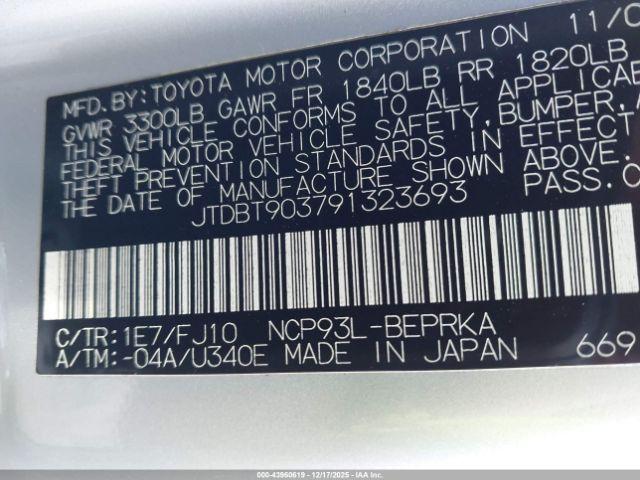 MFD. BY: TOYOTA MOTOR CORPORATION 11/0
GVWR 3300LB GAWR FR 1840LB RR 1820LB
THIS VEHICLE CONFORMS TO ALL APPLICAB
FEDERAL MOTOR VEHICLE SAFETY, BUMPER,
THEFT PREVENTION STANDARDS IN EFFECT
THE DATE OF MANUFACTURE SHOWN ABOVE.
JTDBT903791323693 PASS. C
C/TR: 1E7/FJ10 NCP93L-BEPRKA
A/TM: -04A/U340E MADE IN JAPAN 669
000-43960619 - 12/17/2025 - IAAI.CA